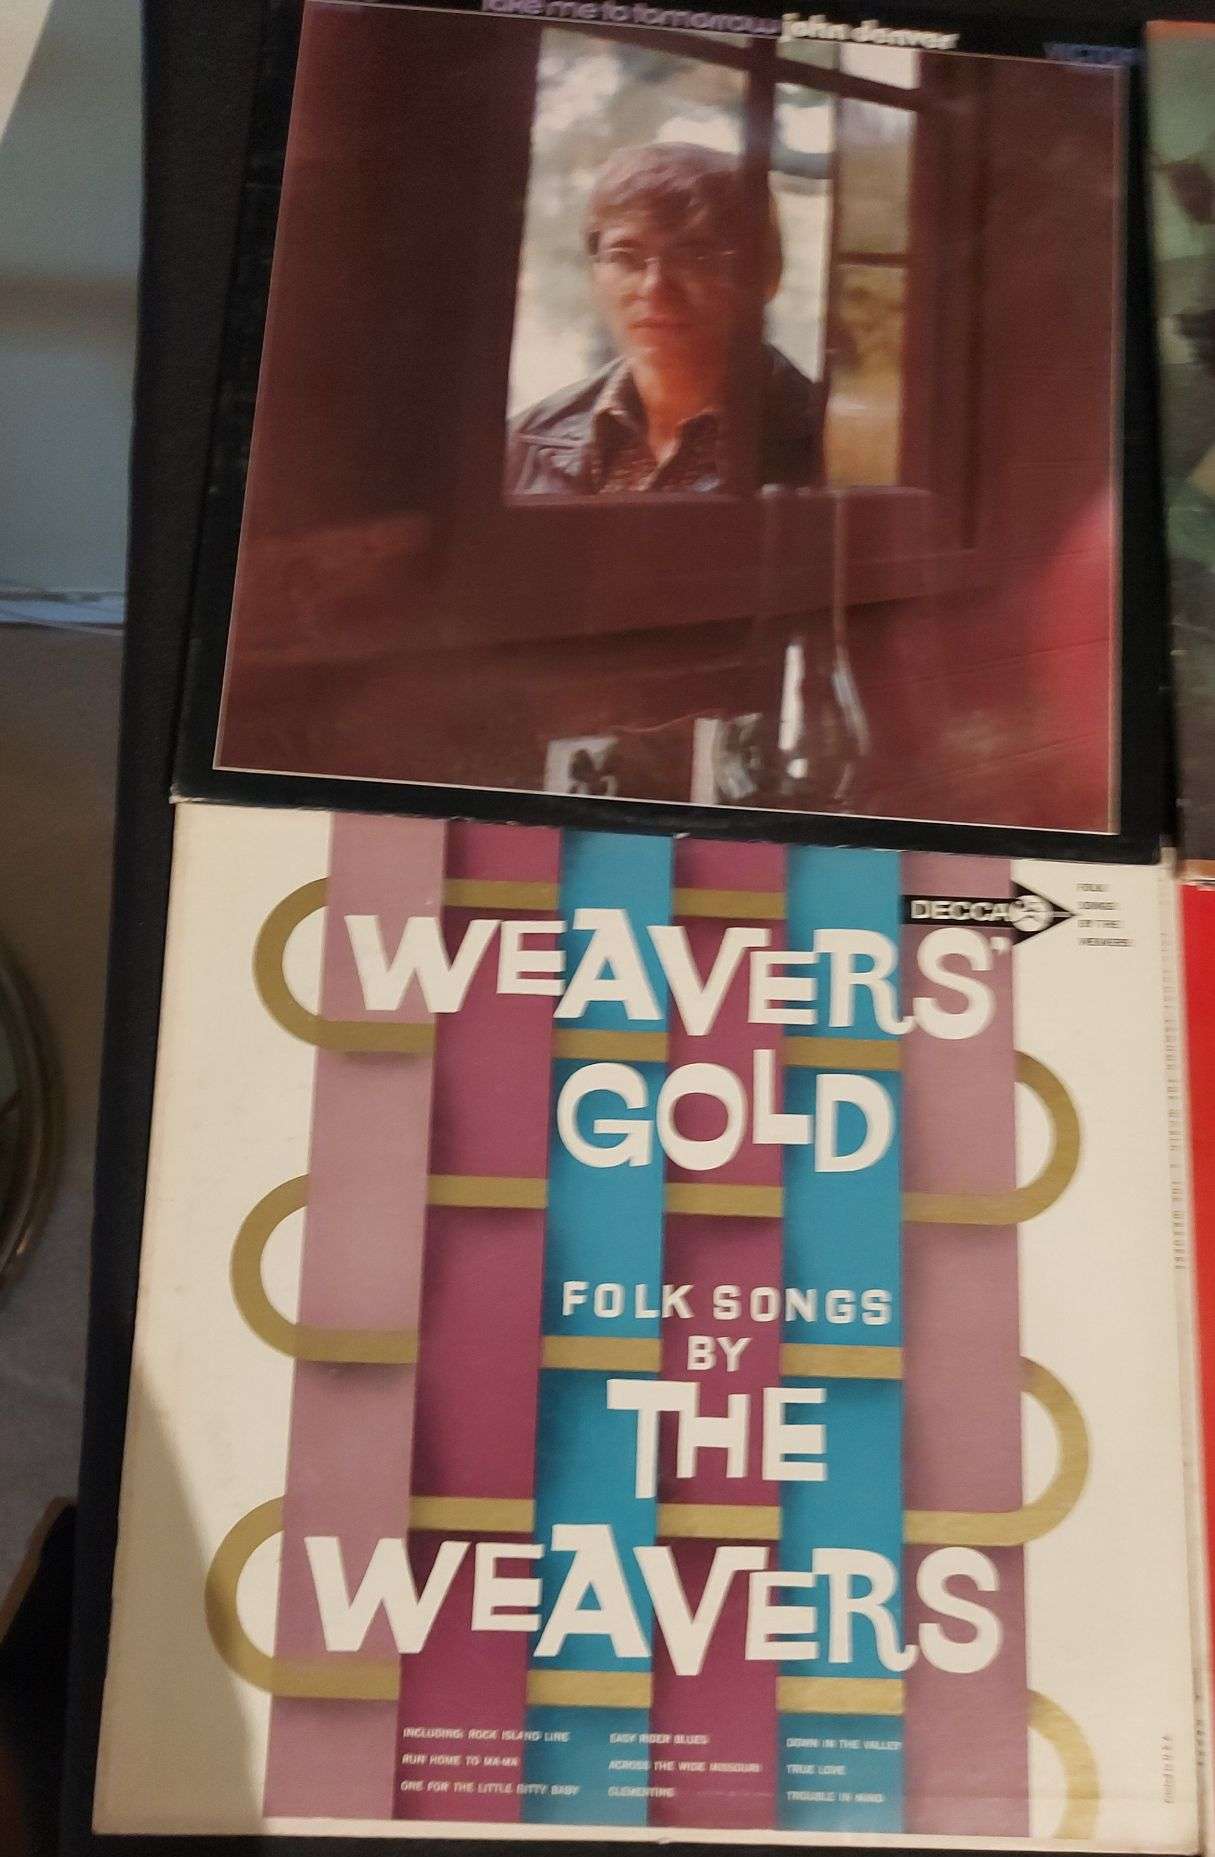 take me to tomorrow john denver
VICTOR
DECCA
FOLK
SONGS
BY THE
WEAVERS
WEAVERS'
GOLD
FOLK SONGS
BY
THE
WEAVERS
INCLUDING: ROCK ISLAND LINE
RUN HOME TO MA-MA
ONE FOR THE LITTLE BITTY BABY
EASY RIDER BLUES
ACROSS THE WIDE MISSOURI
CLEMENTINE
DOWN IN THE VALLEY
TRUE LOVE
TROUBLE IN MIND